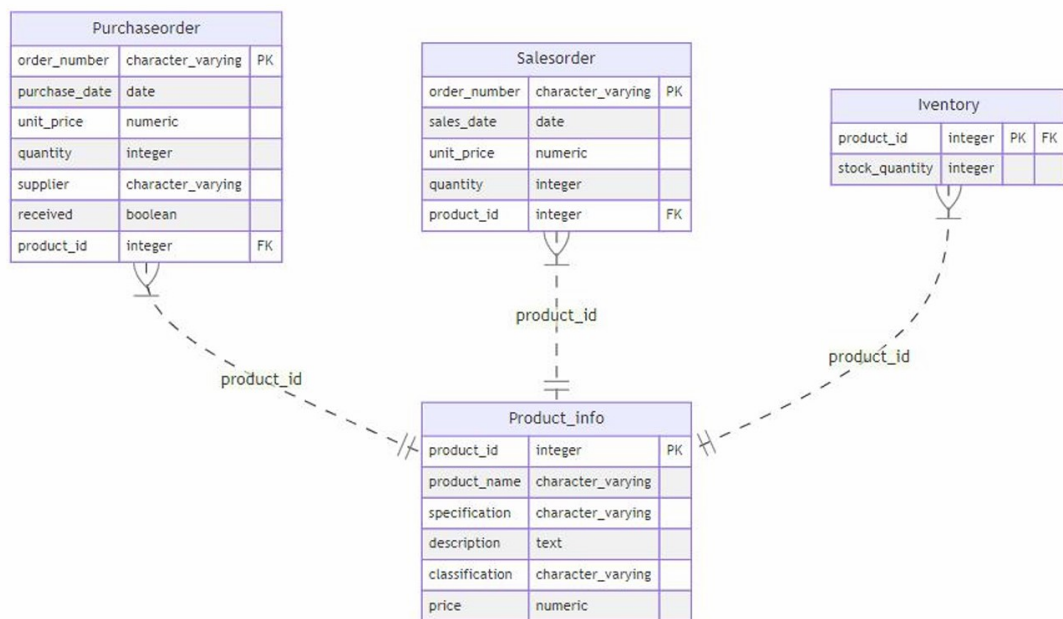 Purchaseorder
order_number character_varying PK
purchase_date date
unit_price numeric
quantity integer
supplier character_varying
received boolean
product_id integer FK
Salesorder
order_number character_varying PK
sales_date date
unit_price numeric
quantity integer
product_id integer FK
Iventory
product_id integer PK FK
stock_quantity integer
product_id
product_id
product_id
Product_info
product_id integer PK
product_name character_varying
specification character_varying
description text
classification character_varying
price numeric